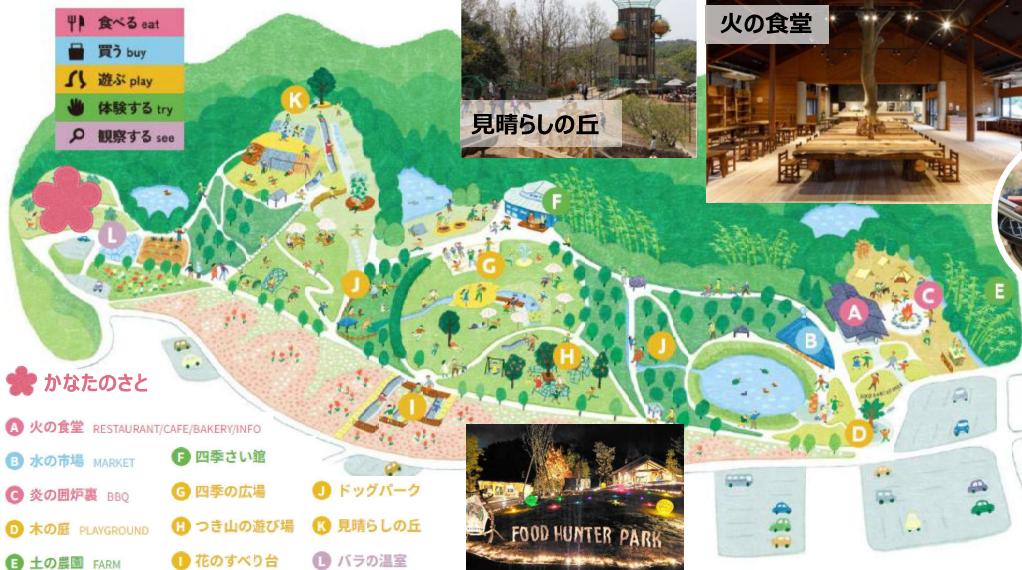 食べる eat
買う buy
遊ぶ play
体験する try
観察する see
見晴らしの丘
火の食堂
K
F
L
G
J
E
C
A
B
J
H
I
D
FOOD HUNTER PARK
かなたのさと
A 火の食堂 RESTAURANT/CAFE/BAKERY/INFO
B 水の市場 MARKET
C 炎の囲炉裏 BBQ
D 木の庭 PLAYGROUND
E 土の農園 FARM
F 四季さい館
G 四季の広場
H つき山の遊び場
I 花のすべり台
J ドッグパーク
K 見晴らしの丘
L バラの温室
FOOD HUNTER PARK